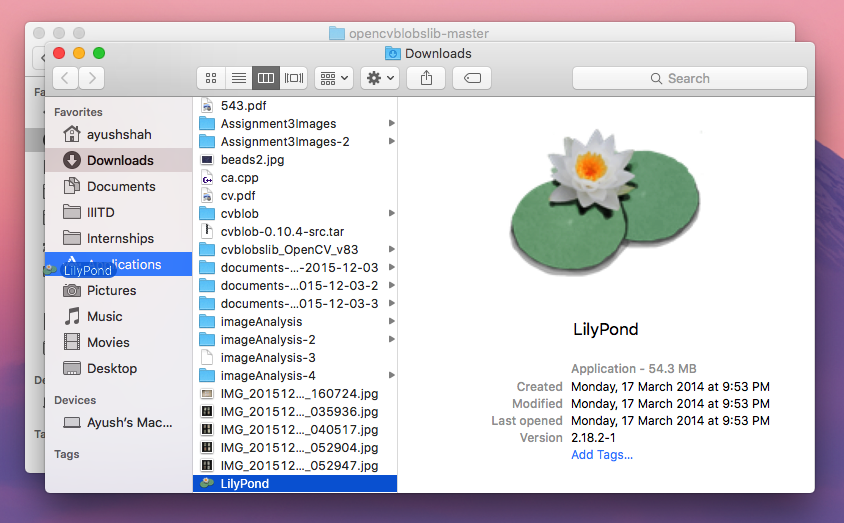 opencvblobslib-master
Downloads
Search
Fa
Favorites
ayushshah
Downloads
Documents
IIITD
Internships
Applications
LilyPond
Pictures
Music
Movies
Desktop
De
Devices
Ayush's Mac...
Ta
Tags
543.pdf
Assignment3Images
Assignment3Images-2
beads2.jpg
ca.cpp
cv.pdf
cvblob
cvblob-0.10.4-src.tar
cvblobslib_OpenCV_v83
documents-...-2015-12-03
documents-...015-12-03-2
documents-...015-12-03-3
imageAnalysis
imageAnalysis-2
imageAnalysis-3
imageAnalysis-4
IMG_201512..._160724.jpg
IMG_201512..._035936.jpg
IMG_201512..._040517.jpg
IMG_201512..._052904.jpg
IMG_201512..._052947.jpg
LilyPond
LilyPond
Application - 54.3 MB
Created Monday, 17 March 2014 at 9:53 PM
Modified Monday, 17 March 2014 at 9:53 PM
Last opened Monday, 17 March 2014 at 9:53 PM
Version 2.18.2-1
Add Tags...